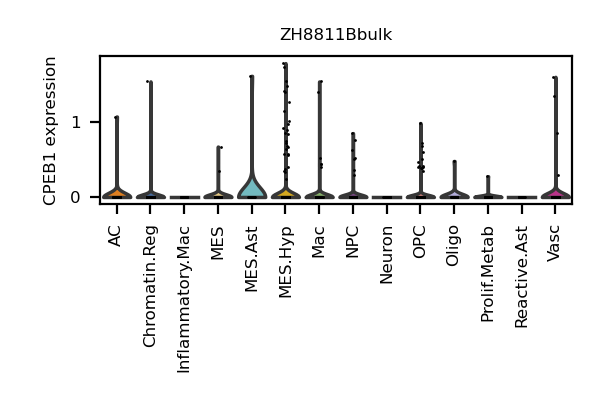 ZH8811Bbulk
CPEB1 expression
1
0
AC
Chromatin.Reg
Inflammatory.Mac
MES
MES.Ast
MES.Hyp
Mac
NPC
Neuron
OPC
Oligo
Prolif.Metab
Reactive.Ast
Vasc